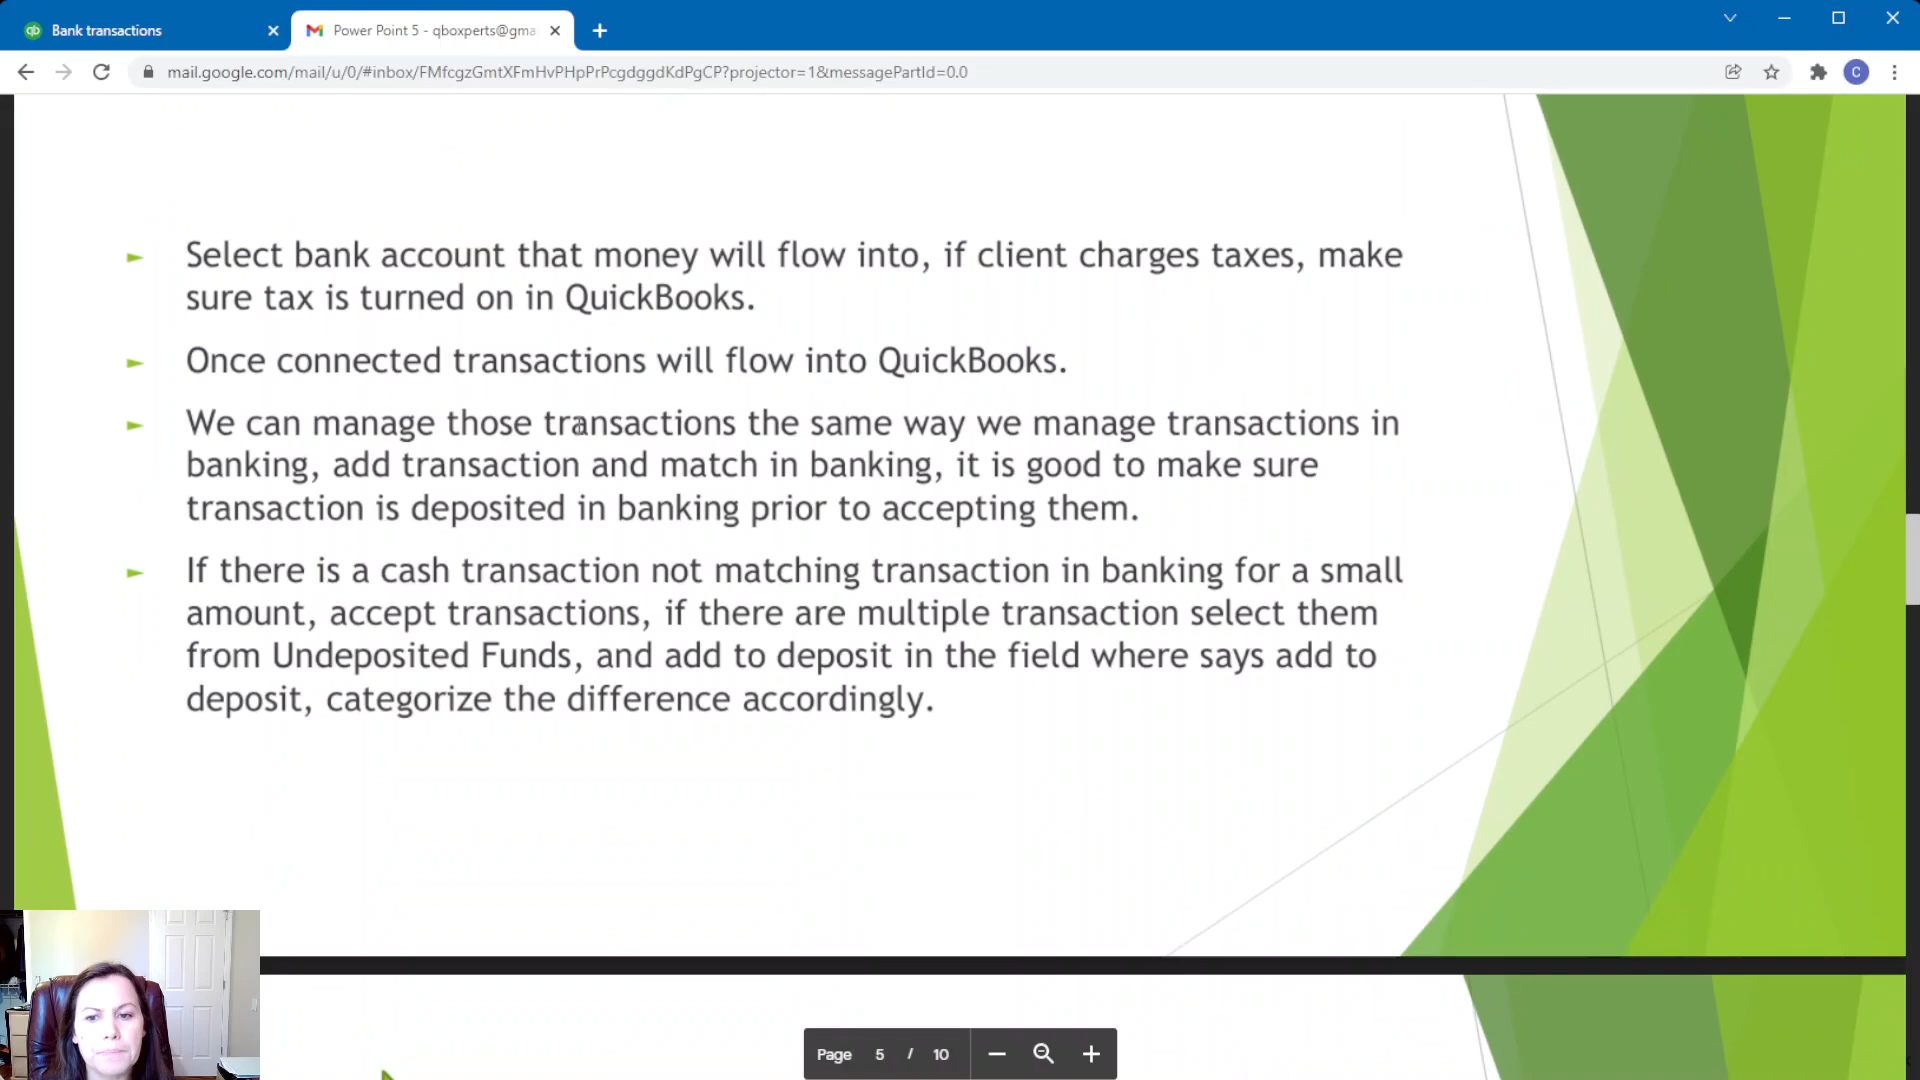 Bank transactions
Power Point 5 - qboxperts@gma
mail.google.com/mail/u/0/#inbox/FMfcgzGmtXFmHvPHpPrPcgdggdKdPgCP?projector=1&messagePartId=0.0
C
Select bank account that money will flow into, if client charges taxes, make
sure tax is turned on in QuickBooks.
Once connected transactions will flow into QuickBooks.
We can manage those transactions the same way we manage transactions in
banking, add transaction and match in banking, it is good to make sure
transaction is deposited in banking prior to accepting them.
If there is a cash transaction not matching transaction in banking for a small
amount, accept transactions, if there are multiple transaction select them
from Undeposited Funds, and add to deposit in the field where says add to
deposit, categorize the difference accordingly.
Page 5 / 10